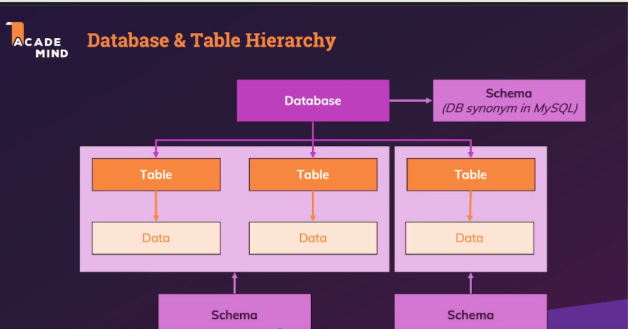 ACADE
MIND
Database & Table Hierarchy
Database
Schema
(DB synonym in MySQL)
Table
Table
Table
Data
Data
Data
Schema
Schema